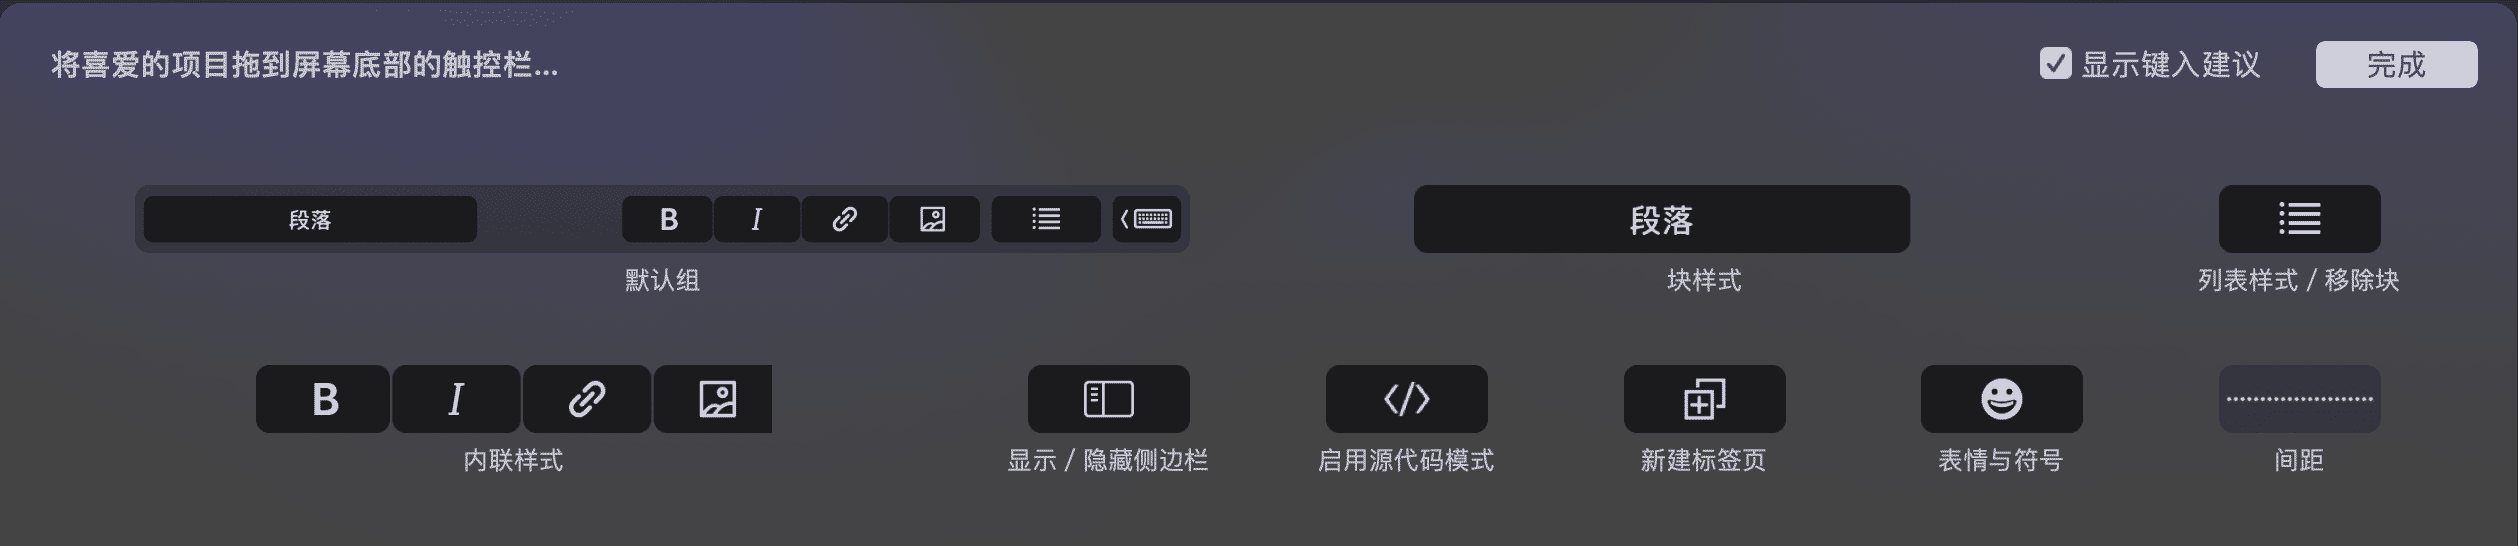 将喜爱的项目拖到屏幕底部的触控栏...
显示键入建议
完成
段落 B I
默认组
段落
块样式
列表样式 / 移除块
B I
内联样式
显示 / 隐藏侧边栏
</>
启用源代码模式
新建标签页
表情与符号
间距